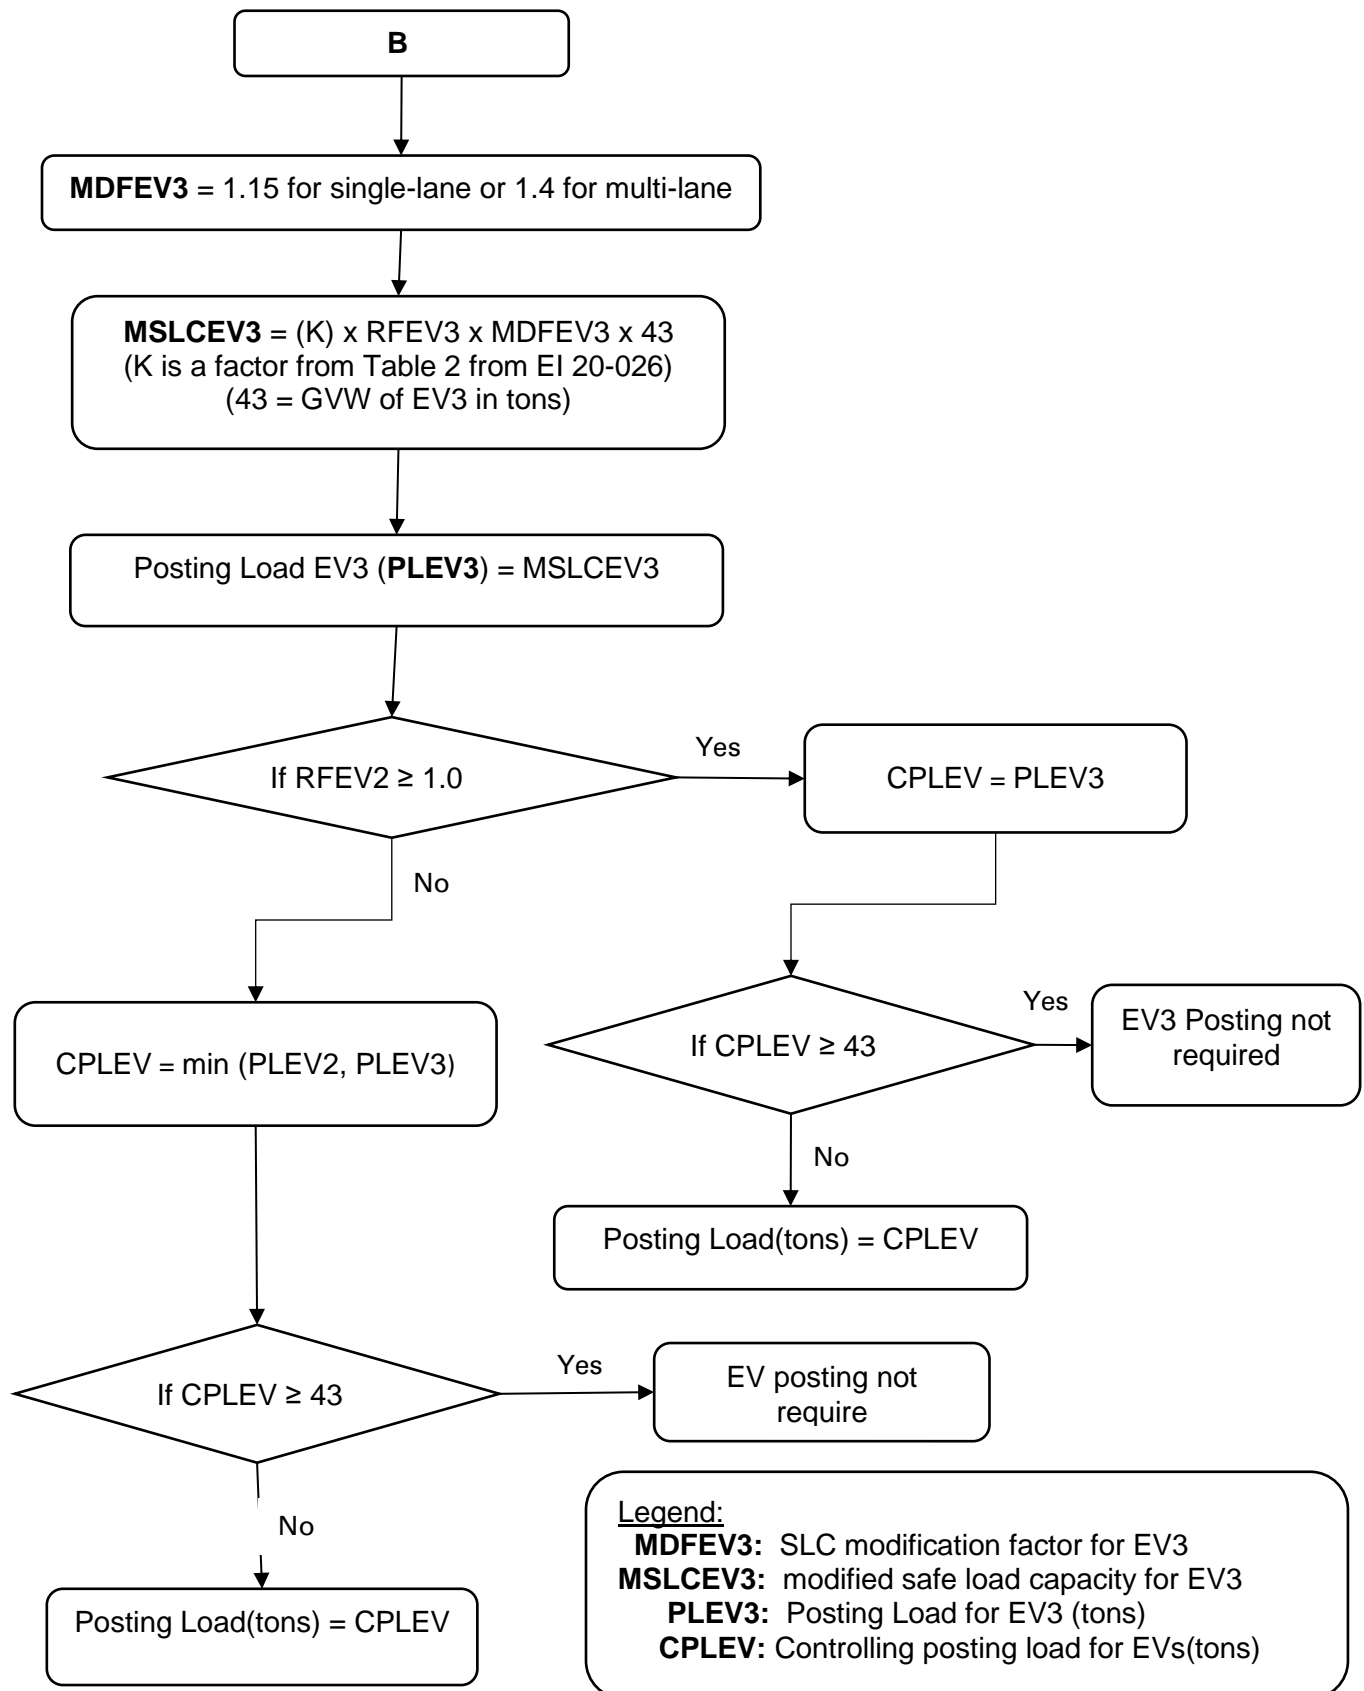 B
MDFEV3 = 1.15 for single-lane or 1.4 for multi-lane
MSLCEV3 = (K) x RFEV3 x MDFEV3 x 43
(K is a factor from Table 2 from EI 20-026)
(43 = GVW of EV3 in tons)
Posting Load EV3 (PLEV3) = MSLCEV3
If RFEV2 ≥ 1.0
Yes
CPLEV = PLEV3
No
CPLEV = min (PLEV2, PLEV3)
If CPLEV ≥ 43
Yes
EV3 Posting not
required
No
Posting Load(tons) = CPLEV
If CPLEV ≥ 43
Yes
EV posting not
require
No
Posting Load(tons) = CPLEV
Legend:
MDFEV3: SLC modification factor for EV3
MSLCEV3: modified safe load capacity for EV3
PLEV3: Posting Load for EV3 (tons)
CPLEV: Controlling posting load for EVs(tons)